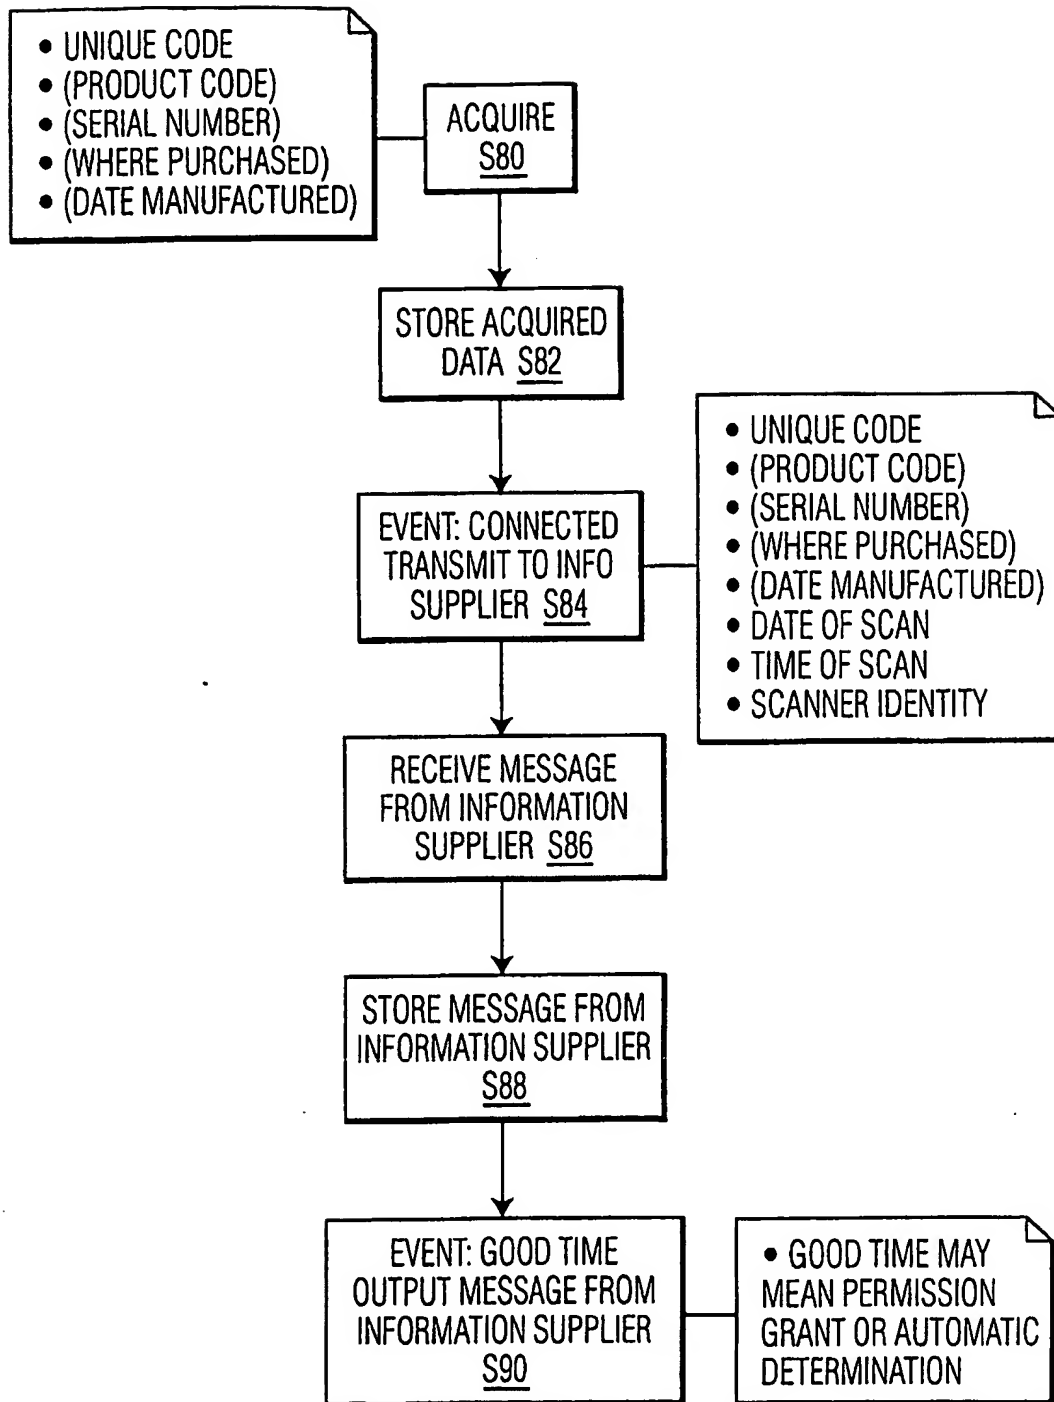 • UNIQUE CODE
• (PRODUCT CODE)
• (SERIAL NUMBER)
• (WHERE PURCHASED)
• (DATE MANUFACTURED)
ACQUIRE
S80
STORE ACQUIRED
DATA S82
EVENT: CONNECTED
TRANSMIT TO INFO
SUPPLIER S84
• UNIQUE CODE
• (PRODUCT CODE)
• (SERIAL NUMBER)
• (WHERE PURCHASED)
• (DATE MANUFACTURED)
• DATE OF SCAN
• TIME OF SCAN
• SCANNER IDENTITY
RECEIVE MESSAGE
FROM INFORMATION
SUPPLIER S86
STORE MESSAGE FROM
INFORMATION SUPPLIER
S88
EVENT: GOOD TIME
OUTPUT MESSAGE FROM
INFORMATION SUPPLIER
S90
• GOOD TIME MAY
MEAN PERMISSION
GRANT OR AUTOMATIC
DETERMINATION